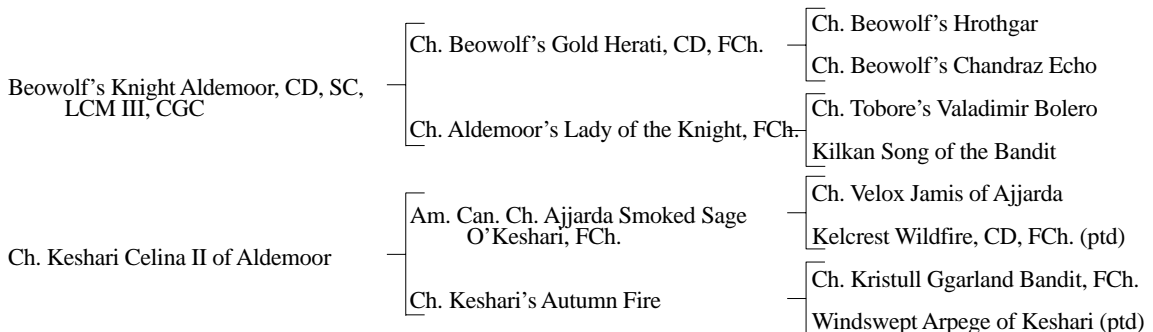 Ch. Beowolf’s Hrothgar
Ch. Beowolf’s Gold Herati, CD, FCh.
Ch. Beowolf’s Chandraz Echo
Beowolf’s Knight Aldemoor, CD, SC,
LCM III, CGC
Ch. Tobore’s Valadimir Bolero
Ch. Aldemoor’s Lady of the Knight, FCh.
Kilkan Song of the Bandit
Ch. Velox Jamis of Ajjarda
Am. Can. Ch. Ajjarda Smoked Sage
O’Keshari, FCh.
Kelcrest Wildfire, CD, FCh. (ptd)
Ch. Keshari Celina II of Aldemoor
Ch. Kristull Ggarland Bandit, FCh.
Ch. Keshari’s Autumn Fire
Windswept Arpege of Keshari (ptd)